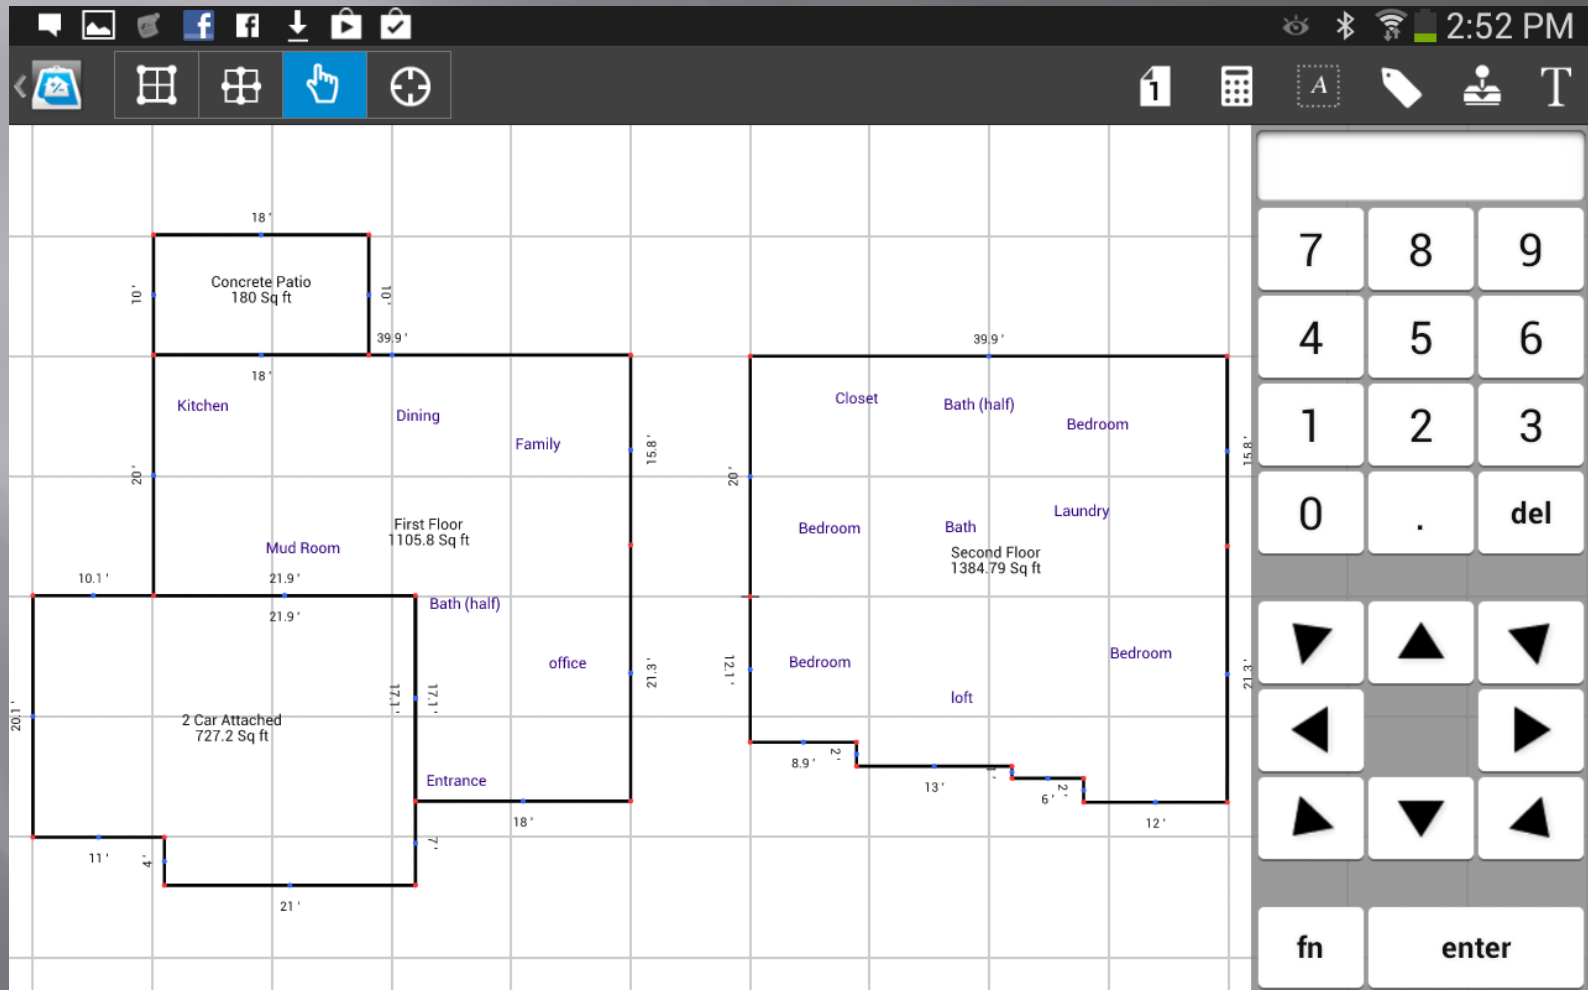 2:52 PM
1
A
T
18 '
Concrete Patio
180 Sq ft
10 '
10 '
39.9 '
18 '
Kitchen
Dining
Family
15.8 '
20 '
First Floor
1105.8 Sq ft
Mud Room
10.1 '
21.9 '
21.9 '
Bath (half)
office
21.3 '
17.1 '
17.1 '
20.1 '
2 Car Attached
727.2 Sq ft
Entrance
18 '
7 '
11 '
4 '
21 '
39.9 '
Closet
Bath (half)
Bedroom
15.8 '
20 '
Laundry
Bedroom
Bath
Second Floor
1384.79 Sq ft
12.1 '
Bedroom
Bedroom
21.3 '
loft
2 '
8.9 '
13 '
1 '
2 '
6 '
12 '
7 8 9
4 5 6
1 2 3
0 . del
fn enter